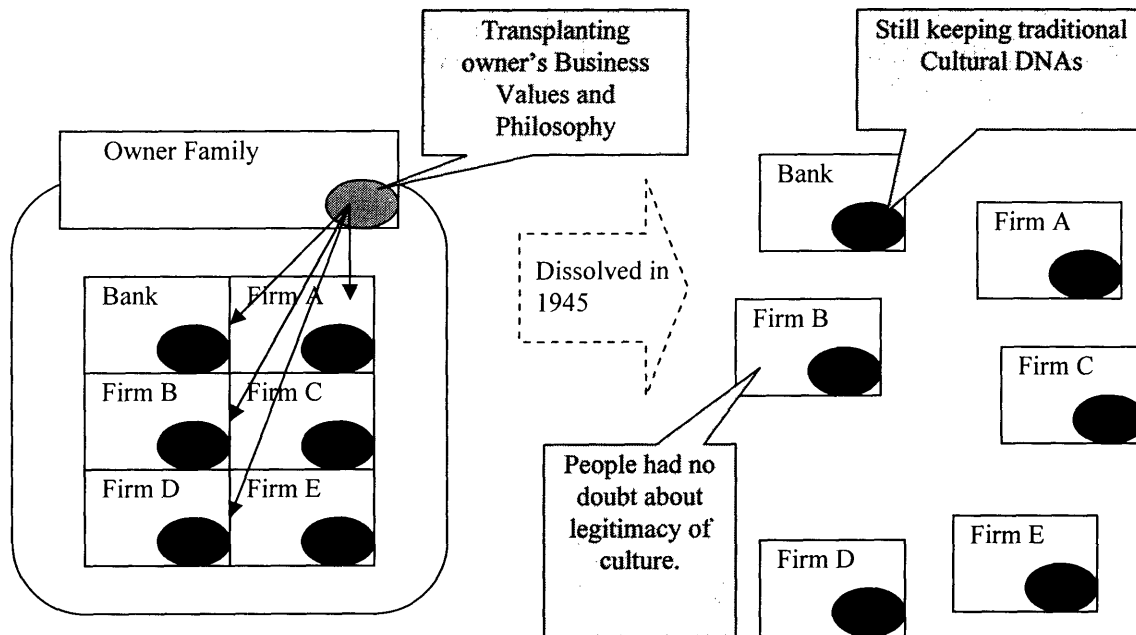 Transplanting
owner's Business
Values and
Philosophy
Still keeping traditional
Cultural DNAs
Owner Family
Bank
Firm A
Firm B
Firm C
Firm D
Firm E
Dissolved in
1945
Bank
Firm A
Firm B
Firm C
People had no
doubt about
legitimacy of
culture.
Firm D
Firm E